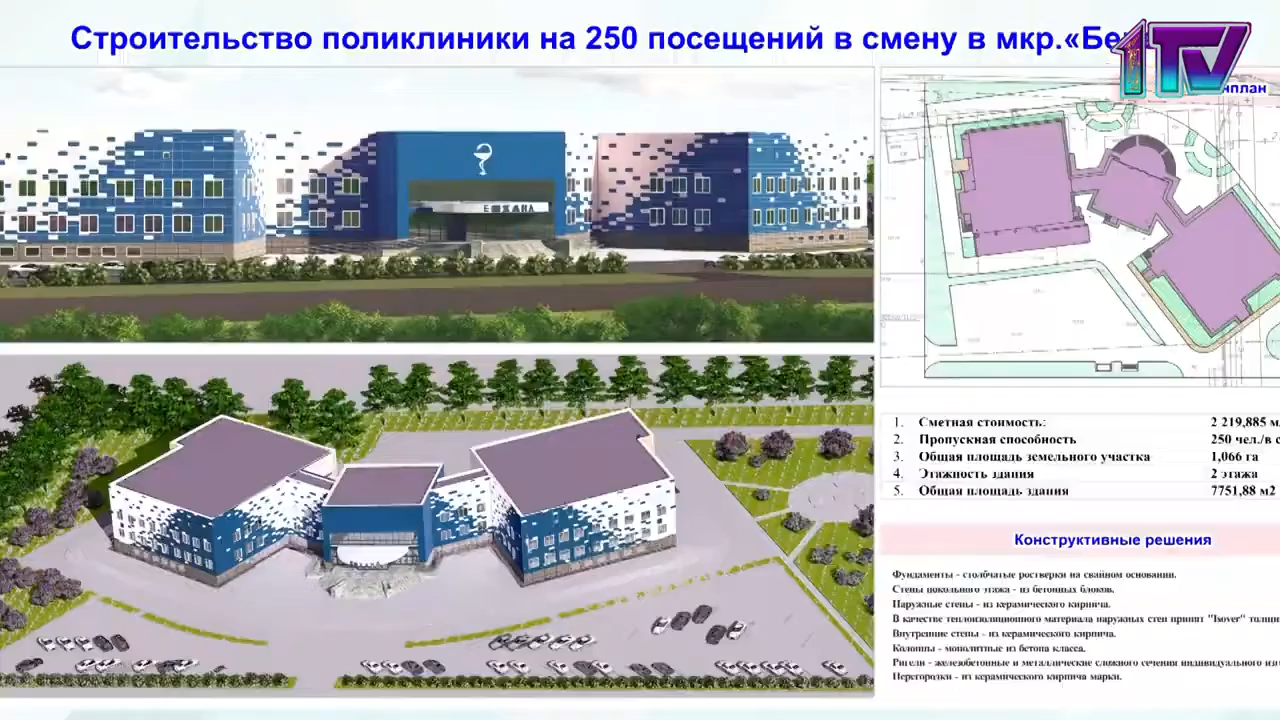 Строительство поликлиники на 250 посещений в смену в мкр.«Бе
1TV
нплан
1. Сметная стоимость: 2 219,885 м
2. Пропускная способность 250 чел./в с
3. Общая площадь земельного участка 1,066 га
4. Этажность здания 2 этажа
5. Общая площадь здания 7751,88 м2
Конструктивные решения
Фундаменты - столбчатые ростверки на свайном основании.
Стены цокольного этажа - из бетонных блоков.
Наружные стены - из керамического кирпича.
В качестве теплоизоляционного материала наружных стен принят "Isover" толщин
Внутренние стены - из керамического кирпича.
Колонны - монолитные из бетона класса.
Ригели - железобетонные и металлические сложного сечения индивидуального изг
Перегородки - из керамического кирпича марки.